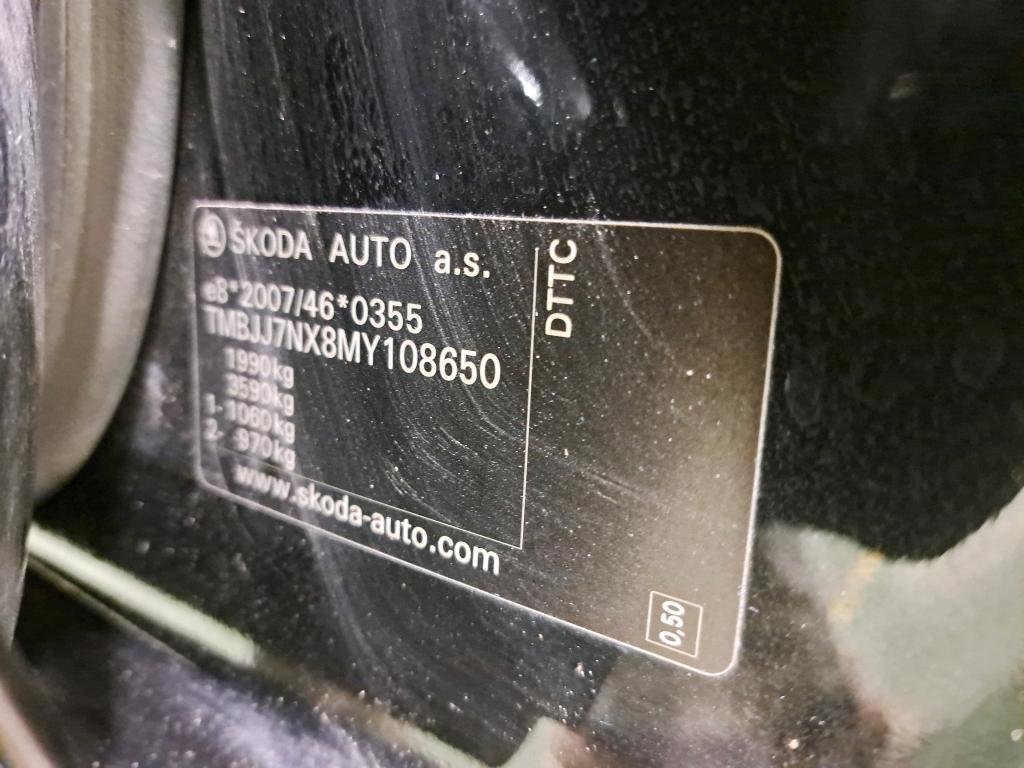 ŠKODA AUTO a.s.
e8*2007/46*0355
TMBJJ7NX8MY108650
1990kg
3590kg
1- 1060kg
2- 970kg
www.skoda-auto.com
DTTC
0,50